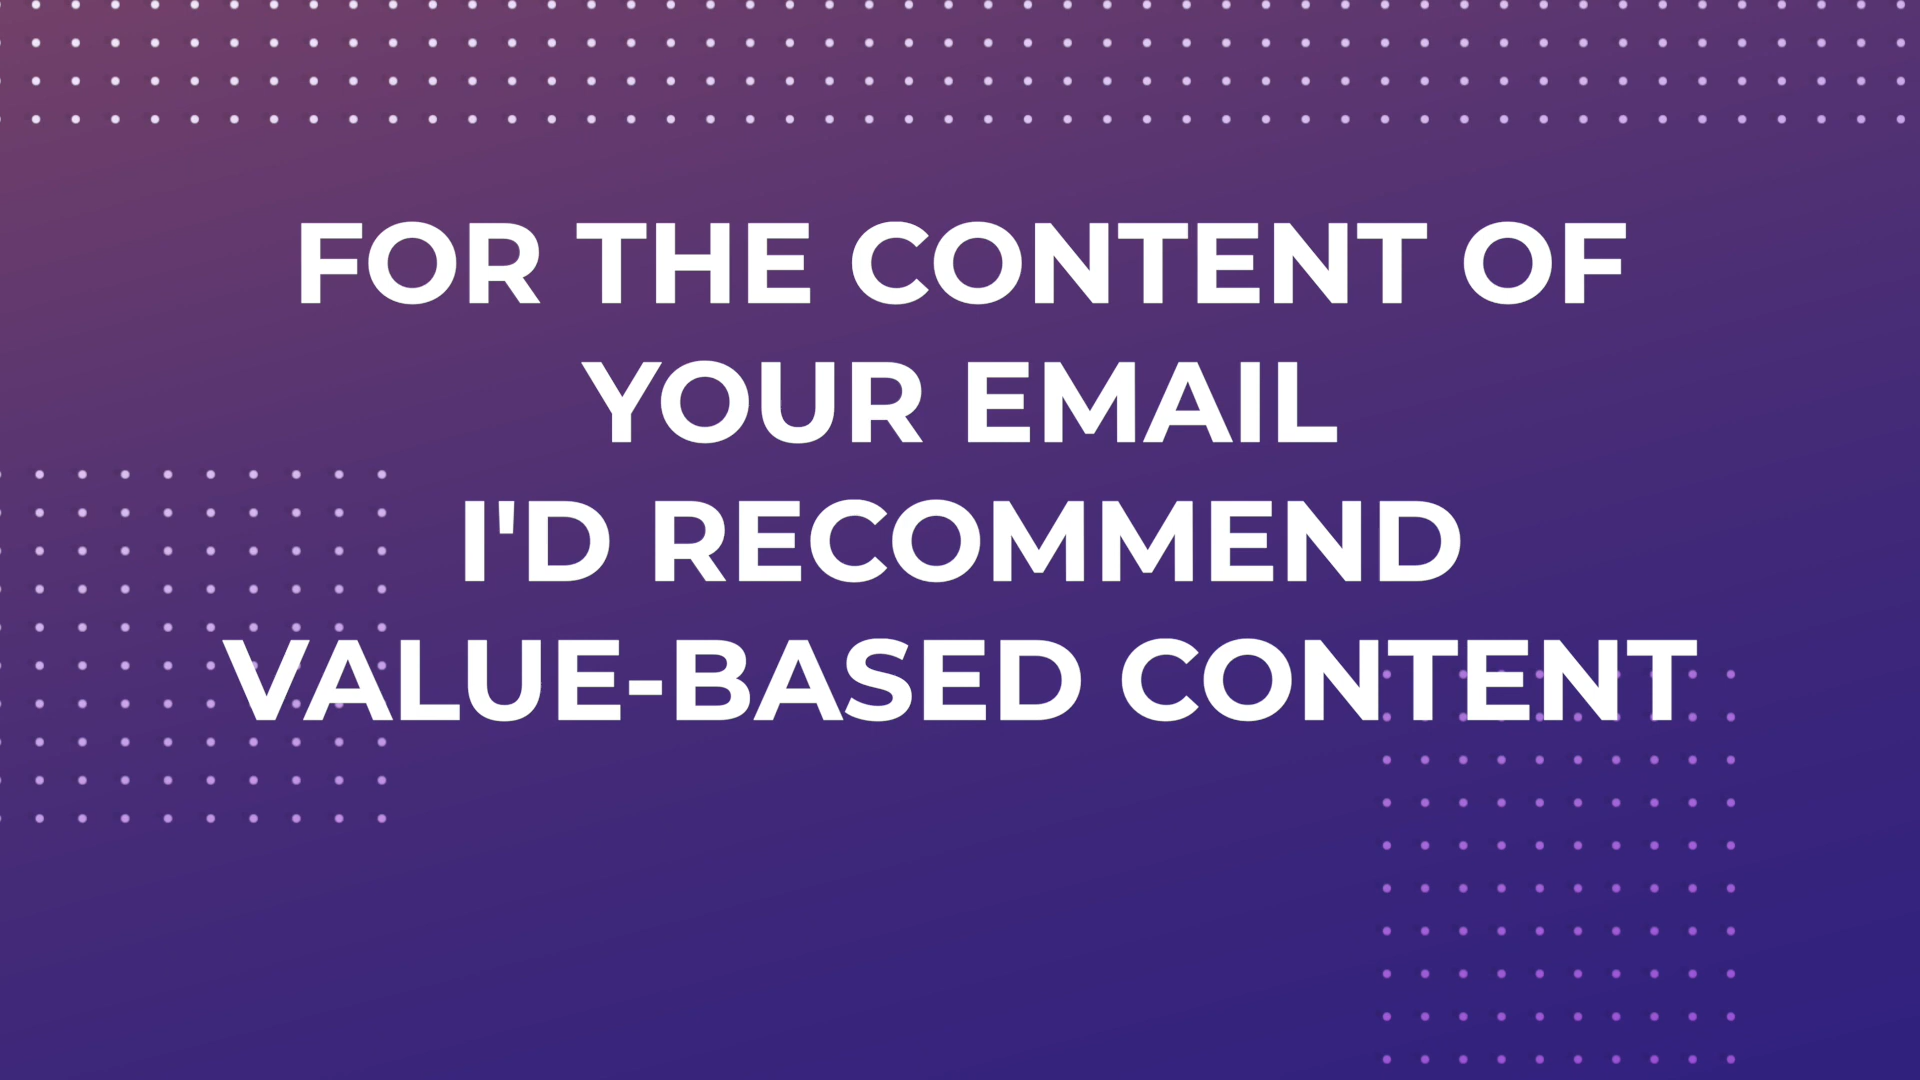 FOR THE CONTENT OF
YOUR EMAIL
I'D RECOMMEND
VALUE-BASED CONTENT